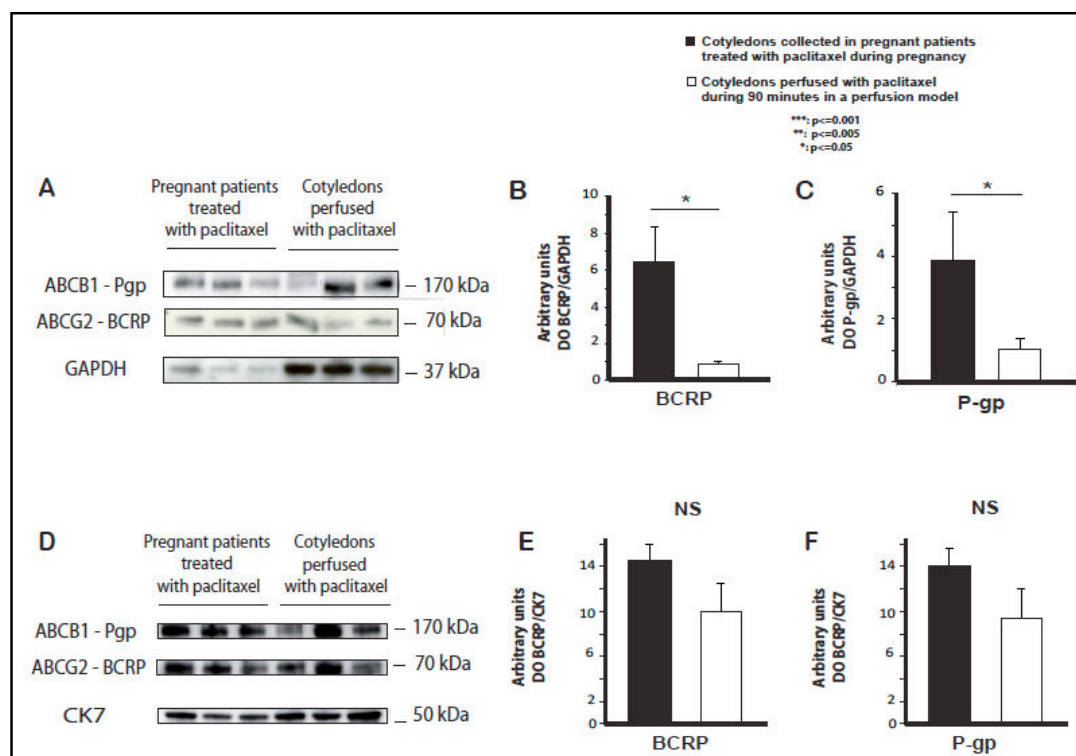 ■ Cotyledons collected in pregnant patients
treated with paclitaxel during pregnancy
□ Cotyledons perfused with paclitaxel
during 90 minutes in a perfusion model
***: p<=0.001
**: p<=0.005
*: p<=0.05
A
Pregnant patients
treated
with paclitaxel
Cotyledons
perfused
with paclitaxel
ABCB1 - Pgp
– 170 kDa
ABCG2 - BCRP
– 70 kDa
GAPDH
– 37 kDa
B
Arbitrary units
DO BCRP/GAPDH
10
8
6
4
2
0
*
BCRP
C
Arbitrary units
DO P-gp/GAPDH
6
4
2
0
*
P-gp
D
Pregnant patients
treated
with paclitaxel
Cotyledons
perfused
with paclitaxel
ABCB1 - Pgp
– 170 kDa
ABCG2 - BCRP
– 70 kDa
CK7
– 50 kDa
NS
E
Arbitrary units
DO BCRP/CK7
14
10
6
2
0
BCRP
NS
F
Arbitrary units
DO BCRP/CK7
14
10
6
2
0
P-gp